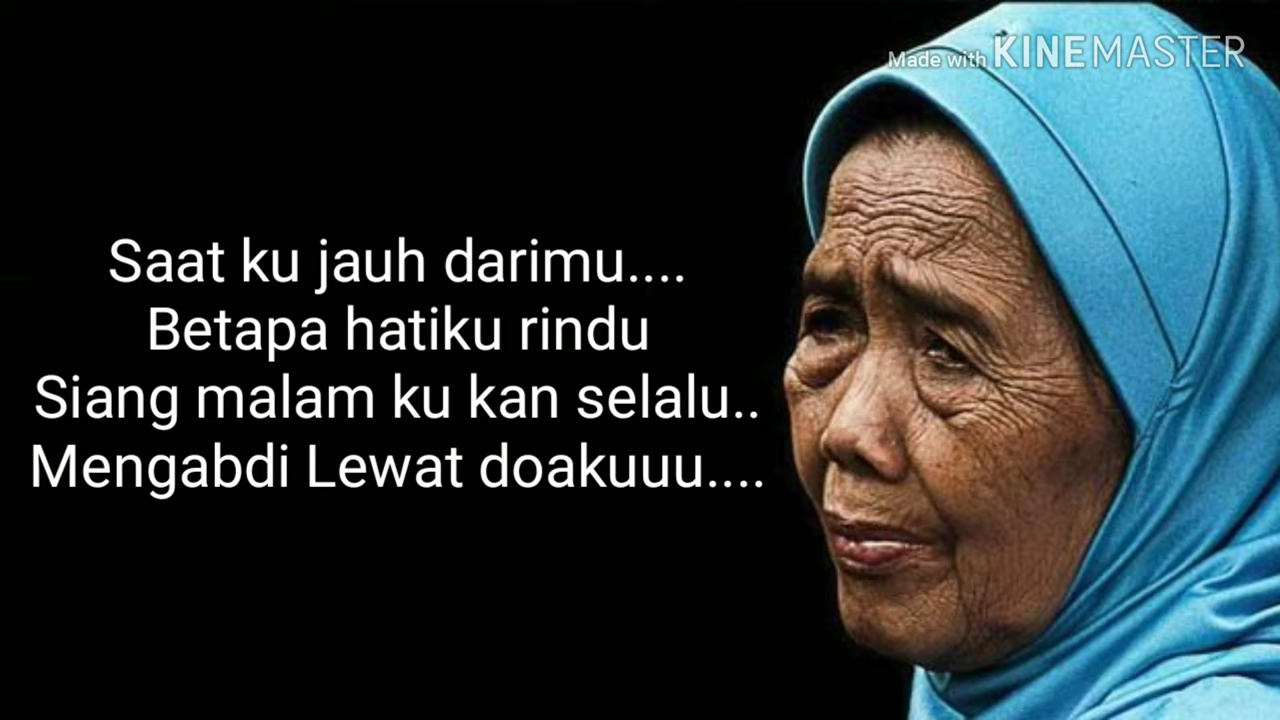 Made with KINEMASTER
Saat ku jauh darimu....
Betapa hatiku rindu
Siang malam ku kan selalu..
Mengabdi Lewat doakuuu....